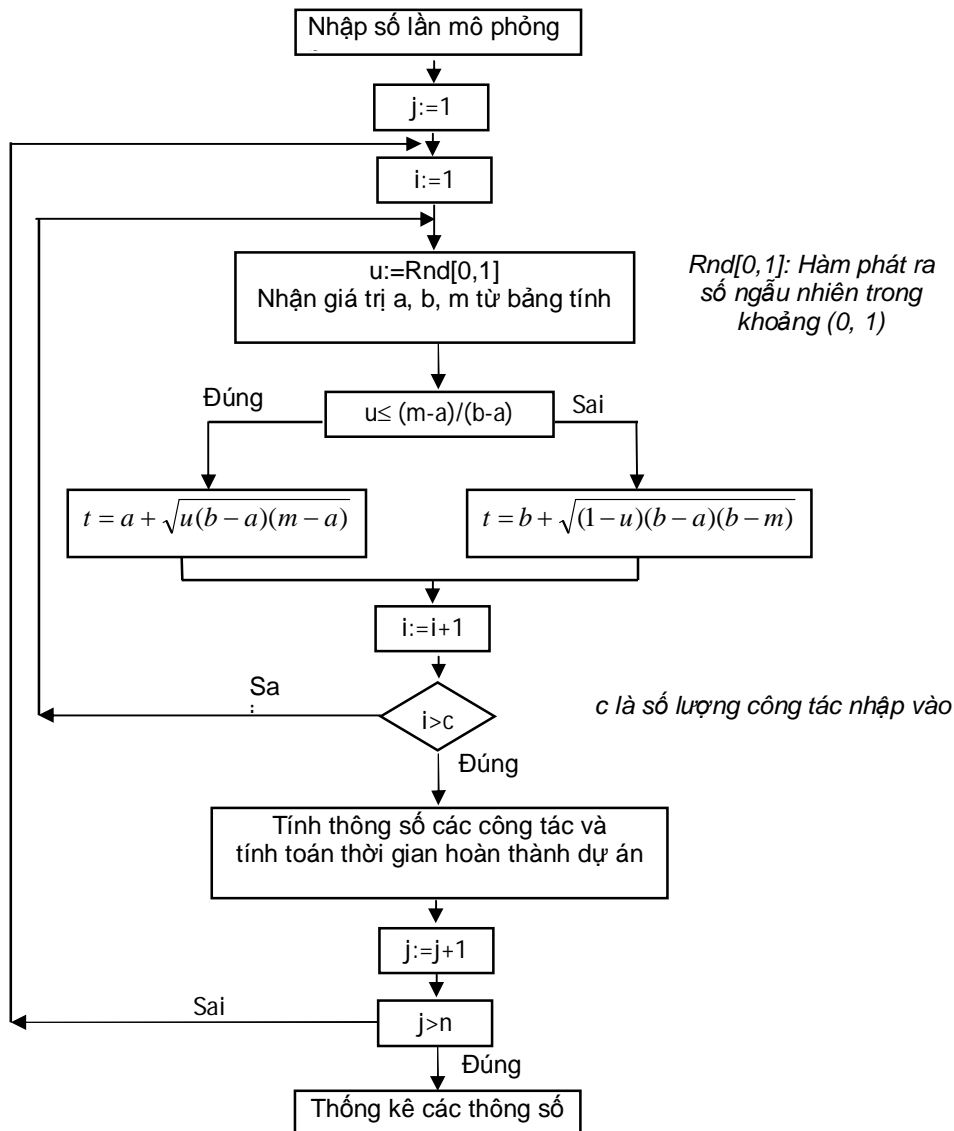 Nhập số lần mô phỏng
j:=1
i:=1
u:=Rnd[0,1]
Nhận giá trị a, b, m từ bảng tính
Rnd[0,1]: Hàm phát ra
số ngẫu nhiên trong
khoảng (0, 1)
Đúng
u≤ (m-a)/(b-a)
Sai
t = a + √u(b − a)(m − a)
t = b + √(1 − u)(b − a)(b − m)
i:=i+1
Sa
i>c
c là số lượng công tác nhập vào
Đúng
Tính thông số các công tác và
tính toán thời gian hoàn thành dự án
j:=j+1
Sai
j>n
Đúng
Thống kê các thông số